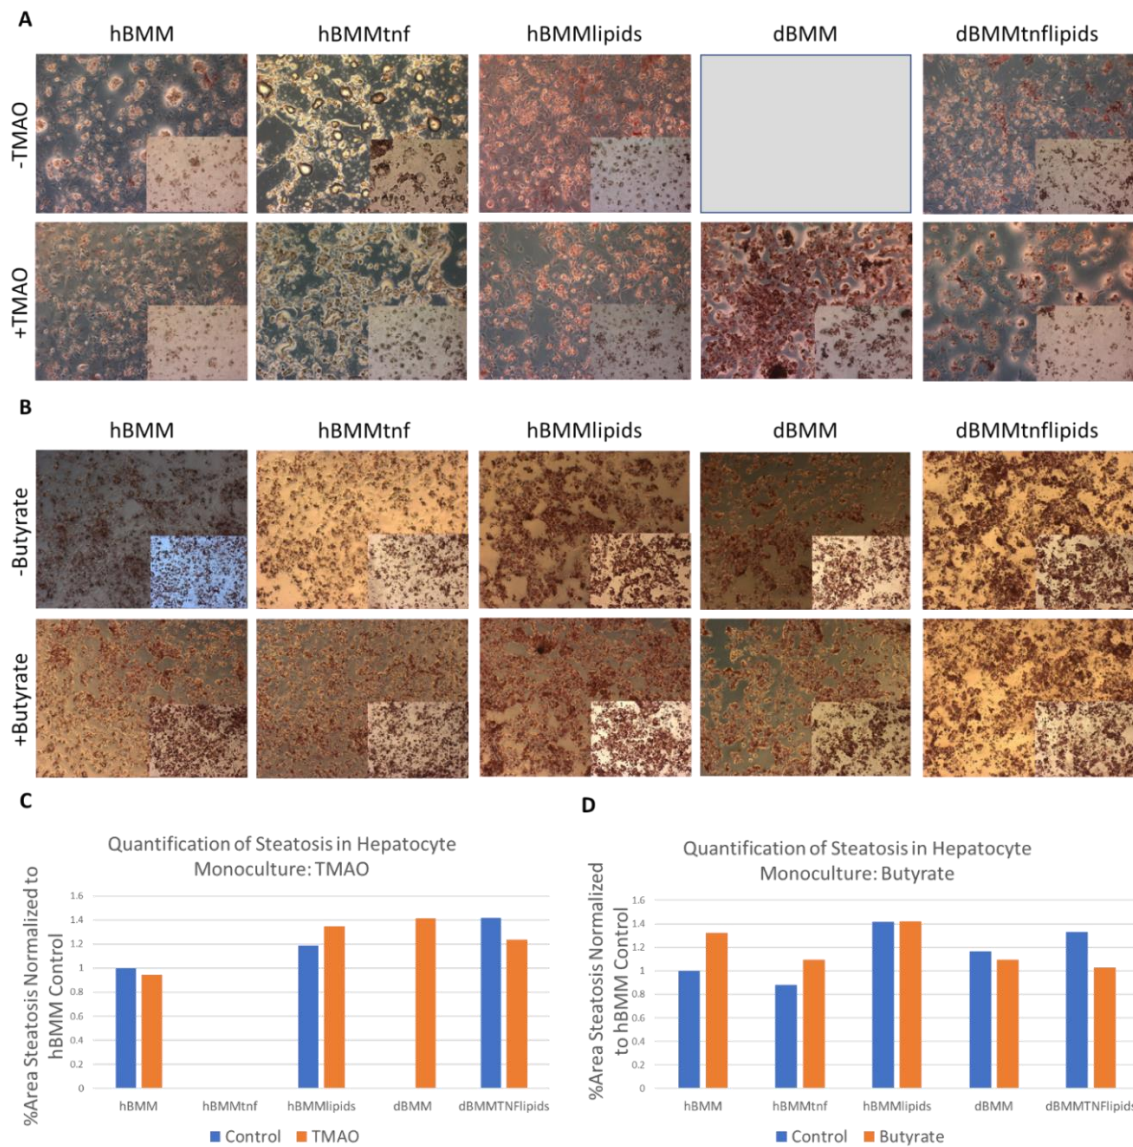 A
hBMM hBMMtnf hBMMlipids dBMM dBMMtnflipids
-TMAO
+TMAO
B
hBMM hBMMtnf hBMMlipids dBMM dBMMtnflipids
-Butyrate
+Butyrate
C
Quantification of Steatosis in Hepatocyte
Monoculture: TMAO
%Area Steatosis Normalized to
hBMM Control
1.6
1.4
1.2
1
0.8
0.6
0.4
0.2
0
hBMM hBMMtnf hBMMlipids dBMM dBMMTNFlipids
Control TMAO
D
Quantification of Steatosis in Hepatocyte
Monoculture: Butyrate
%Area Steatosis Normalized
to hBMM Control
1.6
1.4
1.2
1
0.8
0.6
0.4
0.2
0
hBMM hBMMtnf hBMMlipids dBMM dBMMTNFlipids
Control Butyrate